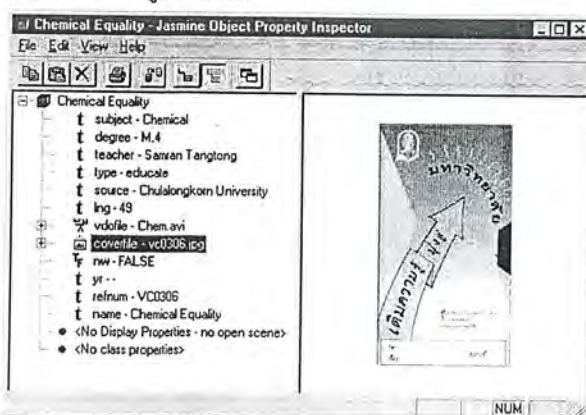 Chemical Equality - Jasmine Object Property Inspector
File Edit View Help
Chemical Equality
t subject - Chemical
t degree - M.4
t teacher - Samran Tangtong
t type - educate
t source - Chulalongkorn University
t lng - 49
vdofile - Chem.avi
coverfile - vc0306.jpg
TF nw - FALSE
t yr - -
t refnum - VC0306
t name - Chemical Equality
<No Display Properties - no open scene>
<No class properties>
มหาวิทยาลัย
เติมความรู้
NUM